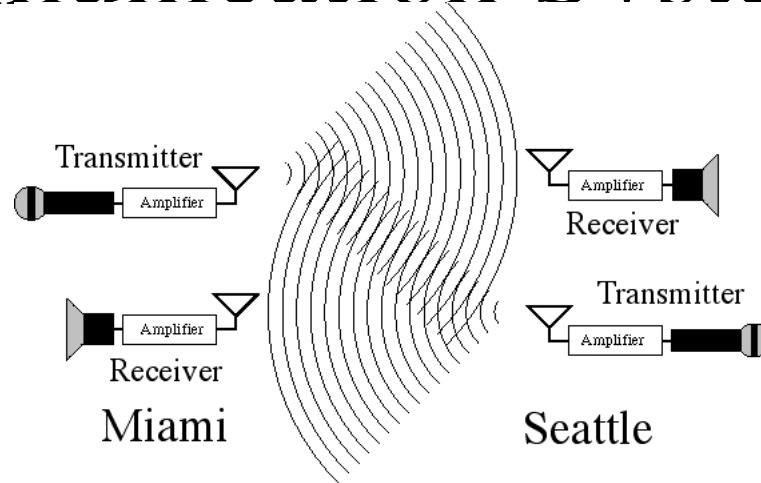 Transmitter
Amplifier
Amplifier
Receiver
Transmitter
Amplifier
Receiver
Amplifier
Miami
Seattle